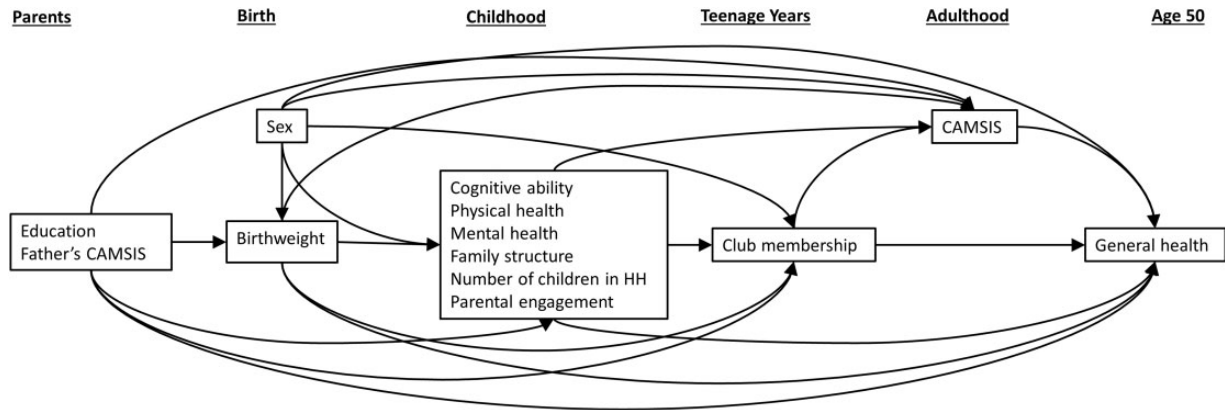 Parents
Birth
Childhood
Teenage Years
Adulthood
Age 50
Sex
CAMSIS
Education
Father's CAMSIS
Birthweight
Cognitive ability
Physical health
Mental health
Family structure
Number of children in HH
Parental engagement
Club membership
General health